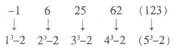 -1 6 25 62 (123)
↓ ↓ ↓ ↓ ↓
1³-2 2³-2 3³-2 4³-2 (5³-2)